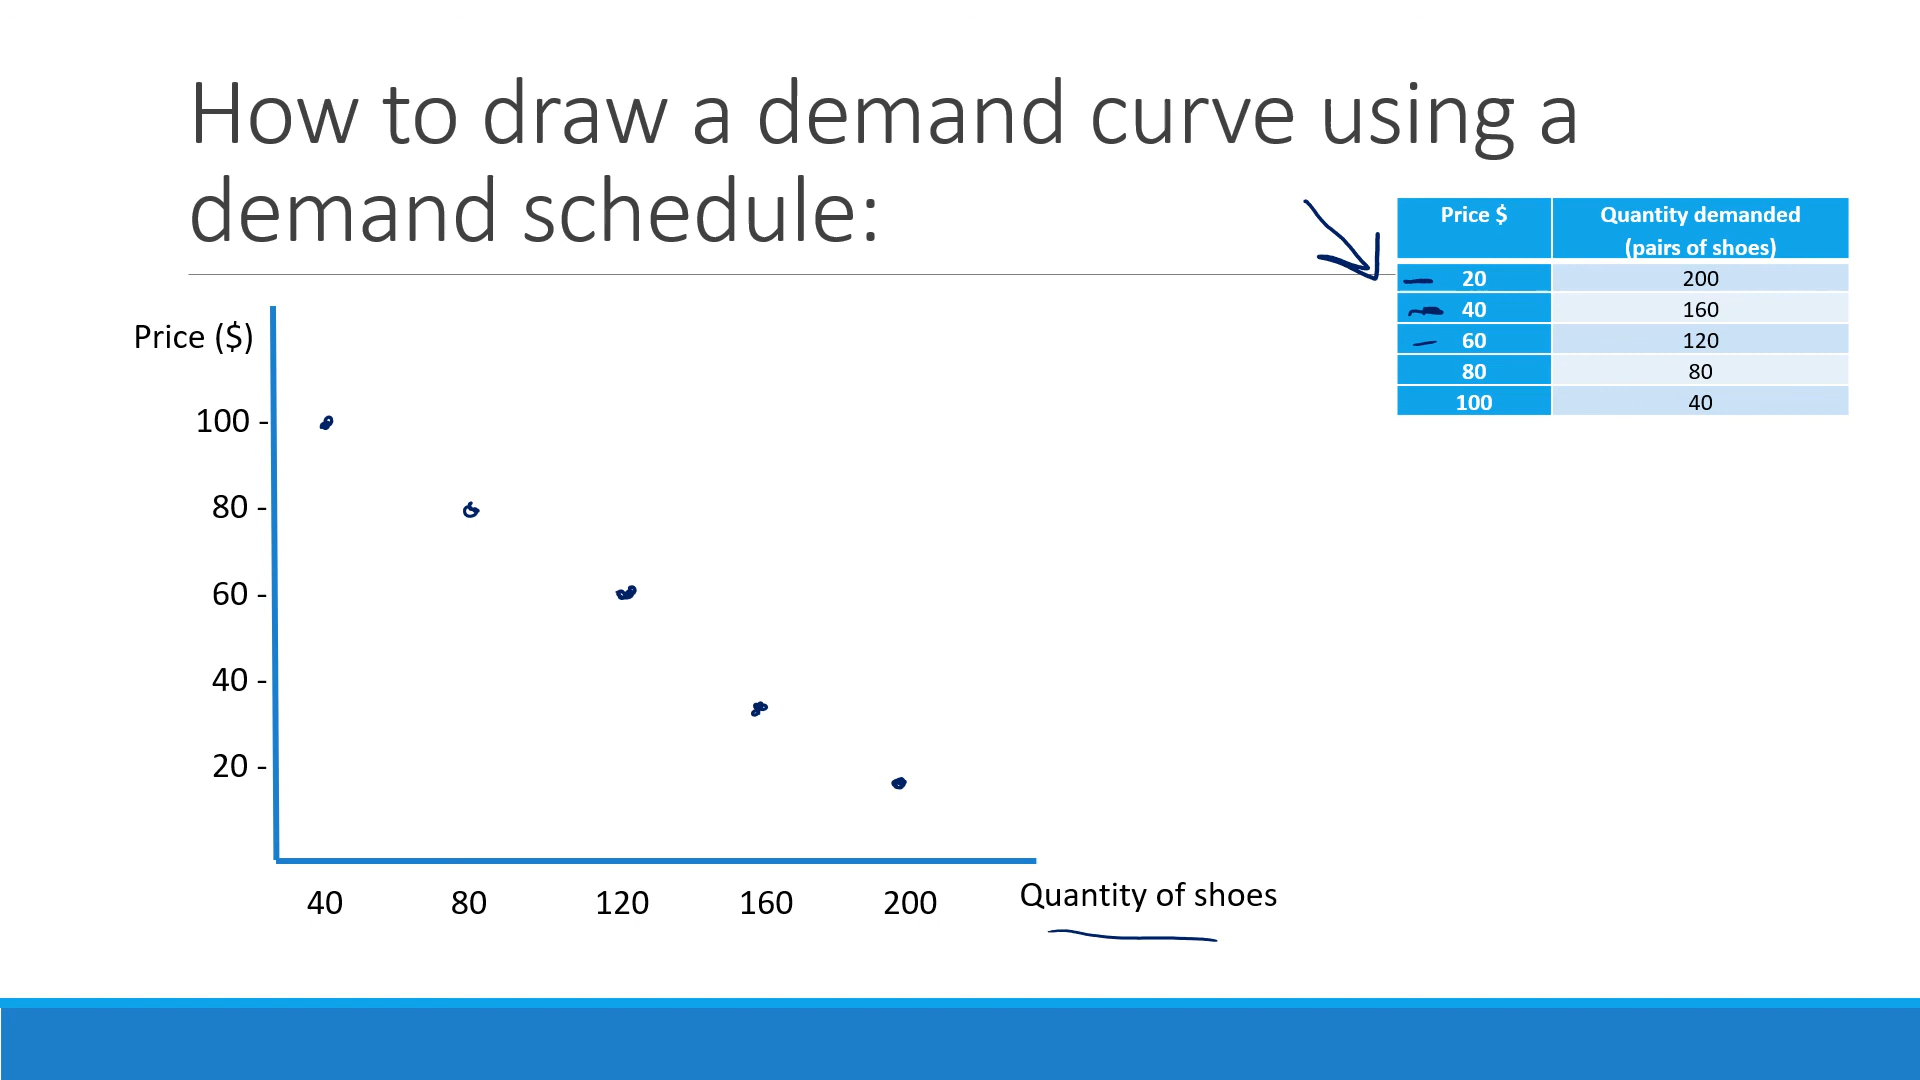 How to draw a demand curve using a
demand schedule:
Price $ Quantity demanded
(pairs of shoes)
20 200
40 160
60 120
80 80
100 40
Price ($)
100 -
80 -
60 -
40 -
20 -
40 80 120 160 200 Quantity of shoes